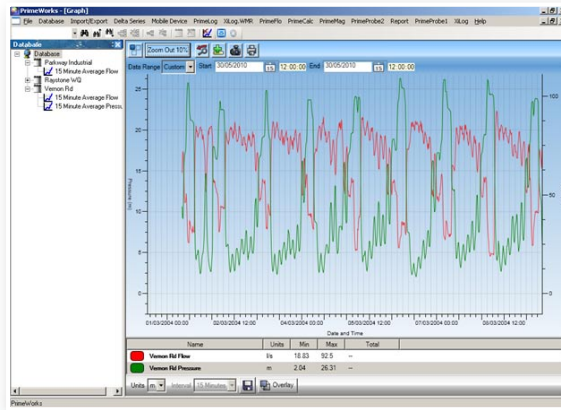 PrimeWorks - [Graph]
File Database Import/Export Delta Series Mobile Device PrimeLog XiLog.WMR PrimeFlo PrimeCalc PrimeMag PrimeProbe2 Report PrimeProbe1 XiLog Help
Database
Database
Parkway Industrial
15 Minute Average Flow
Raystone WQ
Vernon Rd
15 Minute Average Flow
15 Minute Average Pressu
Zoom Out 10%
Data Range Custom Start 30/05/2010 12:00:00 End 30/05/2010 12:00:00
Pressure (m)
25
20
15
10
5
0
100
50
0
01/03/2004 00:00 02/03/2004 12:00 04/03/2004 00:00 05/03/2004 12:00 07/03/2004 00:00 08/03/2004 12:00
Date and Time
Name Units Min Max Total
Vernon Rd Flow l/s 18.83 92.5 --
Vernon Rd Pressure m 2.04 26.31 --
Units m Interval 15 Minutes Overlay
PrimeWorks